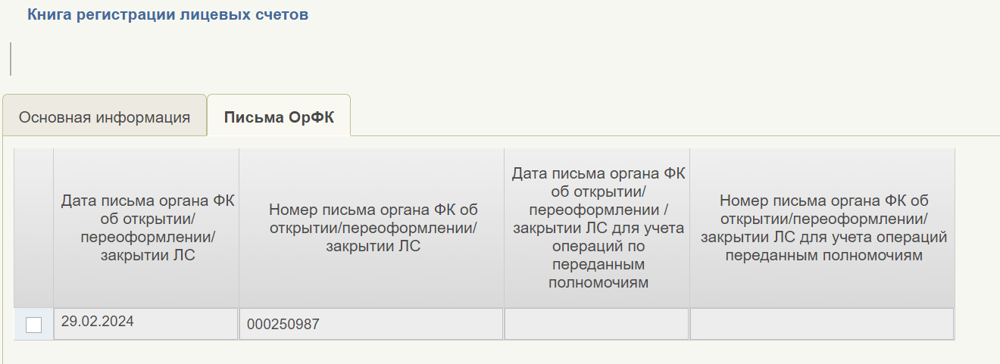 Книга регистрации лицевых счетов
Основная информация
Письма ОрФК
Дата письма органа ФК
об открытии/
переоформлении/
закрытии ЛС
Номер письма органа ФК об
открытии/переоформлении/
закрытии ЛС
Дата письма органа ФК
об открытии/
переоформлении /
закрытии ЛС для учета
операций по
переданным
полномочиям
Номер письма органа ФК об
открытии/переоформлении/
закрытии ЛС для учета операций
переданным полномочиям
29.02.2024
000250987